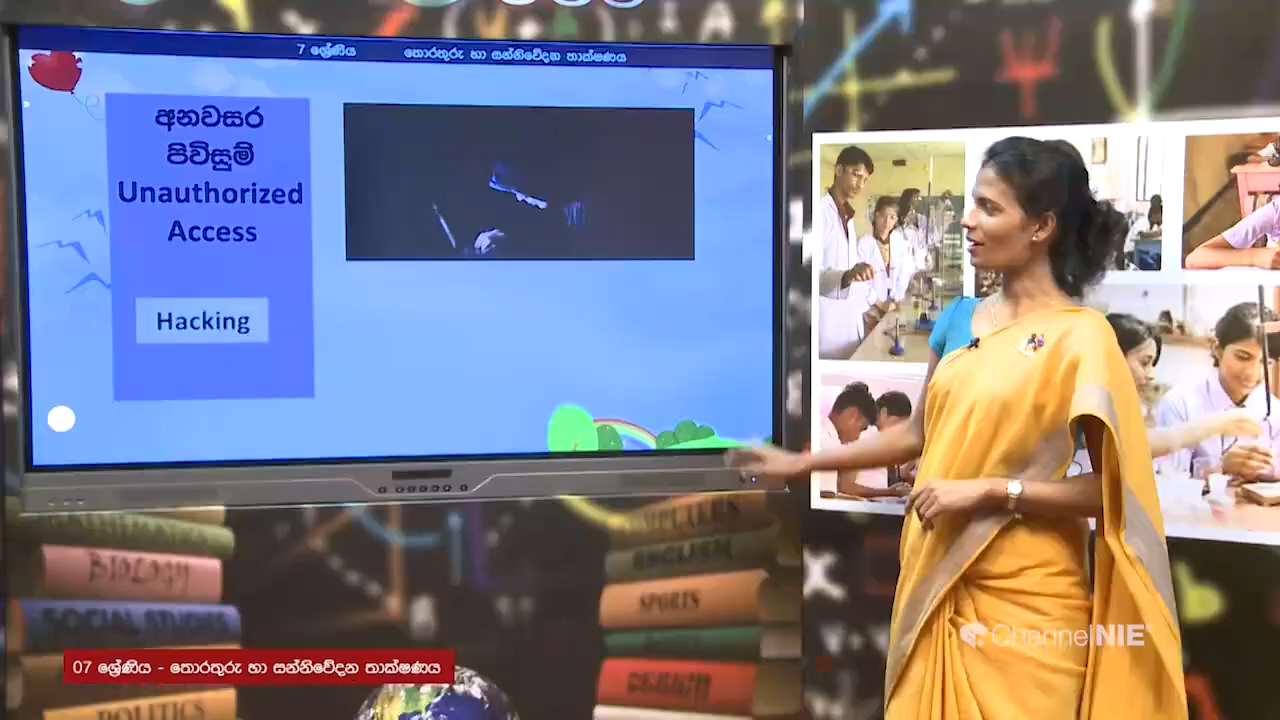 7 ශ්‍රේණිය තොරතුරු හා සන්නිවේදන තාක්ෂණය
අනවසර
පිවිසුම්
Unauthorized
Access
Hacking
BIOLOGY
SOCIAL STUDIES
POLITICS
ENGLISH
SPORTS
ChannelNIE
07 ශ්‍රේණිය - තොරතුරු හා සන්නිවේදන තාක්ෂණය